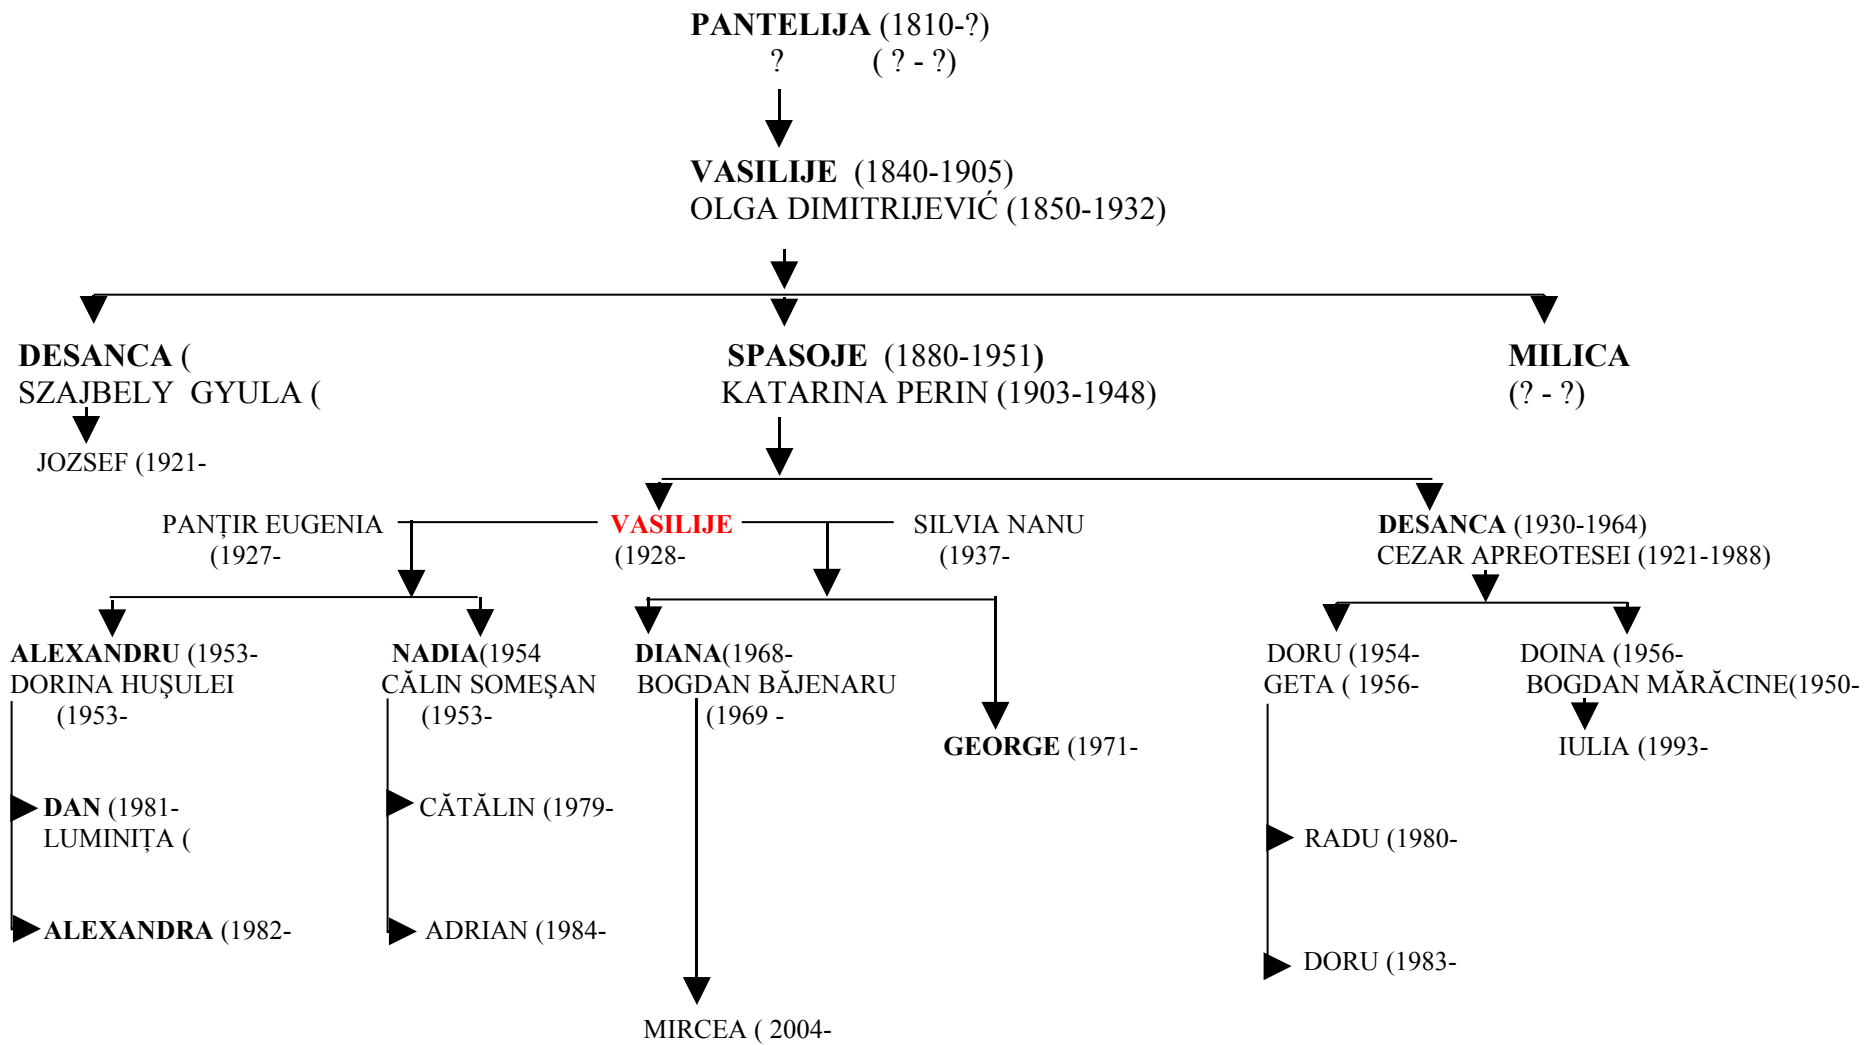 PANTELIJA (1810-?)
? ( ? - ?)
VASILIJE (1840-1905)
OLGA DIMITRIJEVIĆ (1850-1932)
DESANCA (
SZAJBELY GYULA (
SPASOJE (1880-1951)
KATARINA PERIN (1903-1948)
MILICA
(? - ?)
JOZSEF (1921-
PANȚIR EUGENIA
(1927-
VASILIJE
(1928-
SILVIA NANU
(1937-
DESANCA (1930-1964)
CEZAR APREOTESEI (1921-1988)
ALEXANDRU (1953-
DORINA HUŞULEI
(1953-
NADIA(1954
CĂLIN SOMEŞAN
(1953-
DIANA(1968-
BOGDAN BĂJENARU
(1969 -
GEORGE (1971-
DORU (1954-
GETA ( 1956-
DOINA (1956-
BOGDAN MĂRĂCINE(1950-
IULIA (1993-
DAN (1981-
LUMINIȚA (
CĂTĂLIN (1979-
RADU (1980-
ALEXANDRA (1982-
ADRIAN (1984-
DORU (1983-
MIRCEA ( 2004-